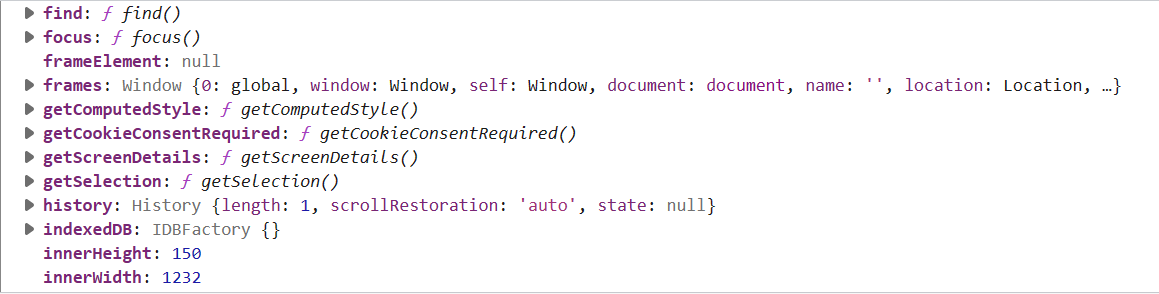 find: ƒ find()
focus: ƒ focus()
frameElement: null
frames: Window {0: global, window: Window, self: Window, document: document, name: '', location: Location, …}
getComputedStyle: ƒ getComputedStyle()
getCookieConsentRequired: ƒ getCookieConsentRequired()
getScreenDetails: ƒ getScreenDetails()
getSelection: ƒ getSelection()
history: History {length: 1, scrollRestoration: 'auto', state: null}
indexedDB: IDBFactory {}
innerHeight: 150
innerWidth: 1232